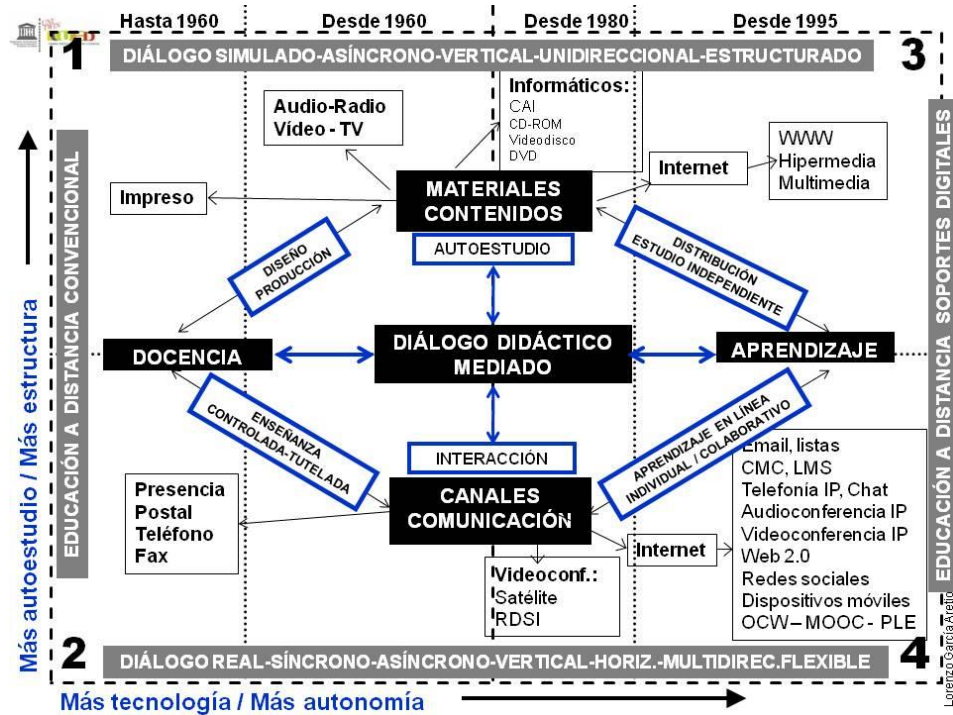 Hasta 1960
Desde 1960
Desde 1980
Desde 1995
1
3
DIÁLOGO SIMULADO-ASÍNCRONO-VERTICAL-UNIDIRECCIONAL-ESTRUCTURADO
Audio-Radio
Vídeo - TV
Informáticos:
CAI
CD-ROM
Videodisco
DVD
Internet
WWW
Hipermedia
Multimedia
Impreso
MATERIALES
CONTENIDOS
AUTOESTUDIO
DISEÑO
PRODUCCIÓN
DISTRIBUCIÓN
ESTUDIO INDEPENDIENTE
DOCENCIA
DIÁLOGO DIDÁCTICO
MEDIADO
APRENDIZAJE
ENSEÑANZA
CONTROLADA-TUTELADA
INTERACCIÓN
APRENDIZAJE EN LÍNEA
INDIVIDUAL / COLABORATIVO
CANALES
COMUNICACIÓN
Presencia
Postal
Teléfono
Fax
Videoconf.:
Satélite
RDSI
Internet
Email, listas
CMC, LMS
Telefonía IP, Chat
Audioconferencia IP
Videoconferencia IP
Web 2.0
Redes sociales
Dispositivos móviles
OCW – MOOC - PLE
2
4
DIÁLOGO REAL-SÍNCRONO-ASÍNCRONO-VERTICAL-HORIZ.-MULTIDIREC.FLEXIBLE
Más tecnología / Más autonomía
Más autoestudio / Más estructura
EDUCACIÓN A DISTANCIA CONVENCIONAL
EDUCACIÓN A DISTANCIA SOPORTES DIGITALES
Lorenzo García Aretio